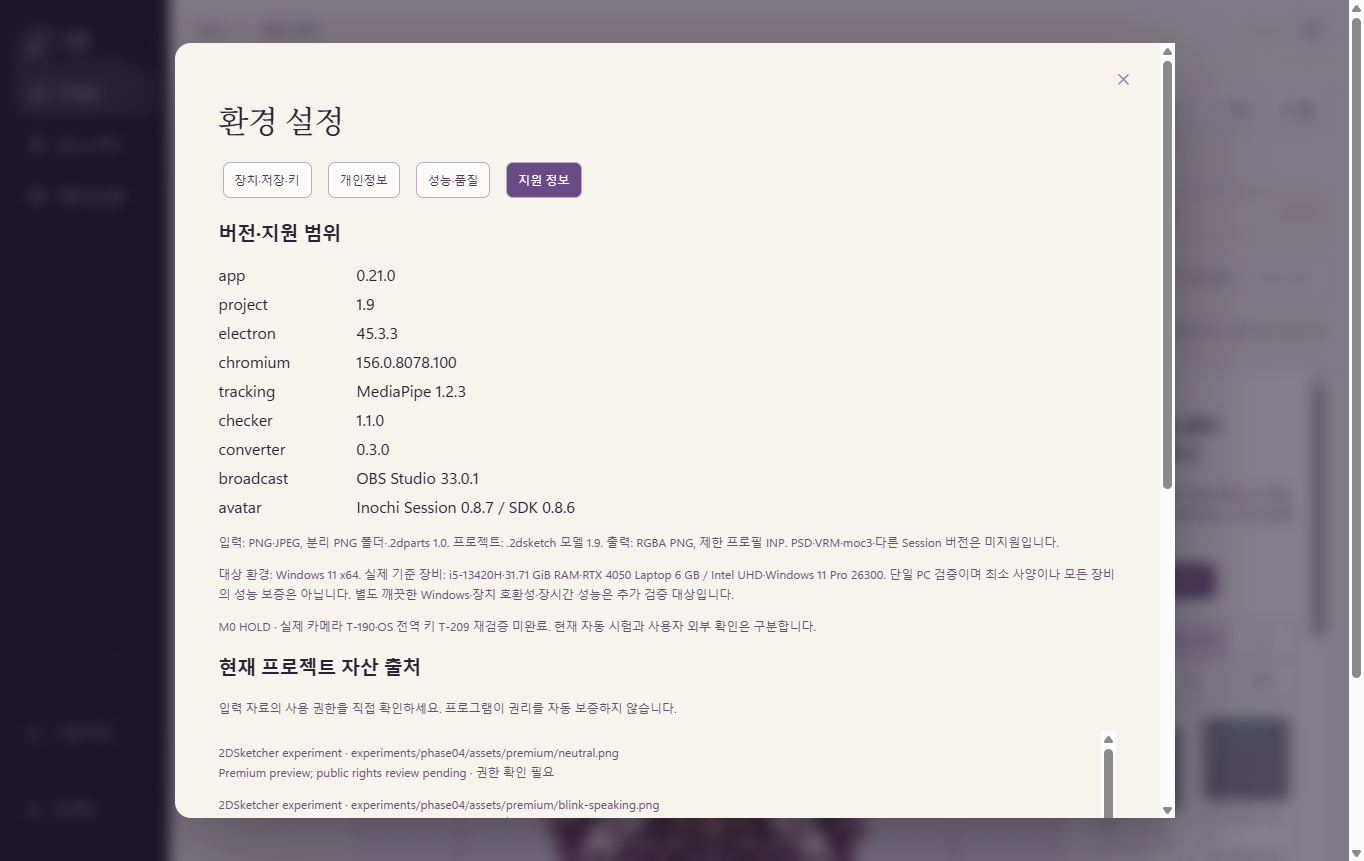 환경 설정
장치·저장·키
개인정보
성능·품질
지원 정보
버전·지원 범위
app 0.21.0
project 1.9
electron 45.3.3
chromium 156.0.8078.100
tracking MediaPipe 1.2.3
checker 1.1.0
converter 0.3.0
broadcast OBS Studio 33.0.1
avatar Inochi Session 0.8.7 / SDK 0.8.6
입력: PNG·JPEG, 분리 PNG 폴더·.2dparts 1.0. 프로젝트: .2dsketch 모델 1.9. 출력: RGBA PNG, 제한 프로필 INP. PSD·VRM·moc3·다른 Session 버전은 미지원입니다.
대상 환경: Windows 11 x64. 실제 기준 장비: i5-13420H·31.71 GiB RAM·RTX 4050 Laptop 6 GB / Intel UHD·Windows 11 Pro 26300. 단일 PC 검증이며 최소 사양이나 모든 장비
의 성능 보증은 아닙니다. 별도 깨끗한 Windows·장치 호환성·장시간 성능은 추가 검증 대상입니다.
M0 HOLD · 실제 카메라 T-190·OS 전역 키 T-209 재검증 미완료. 현재 자동 시험과 사용자 외부 확인은 구분합니다.
현재 프로젝트 자산 출처
입력 자료의 사용 권한을 직접 확인하세요. 프로그램이 권리를 자동 보증하지 않습니다.
2DSketcher experiment · experiments/phase04/assets/premium/neutral.png
Premium preview; public rights review pending · 권한 확인 필요
2DSketcher experiment · experiments/phase04/assets/premium/blink-speaking.png